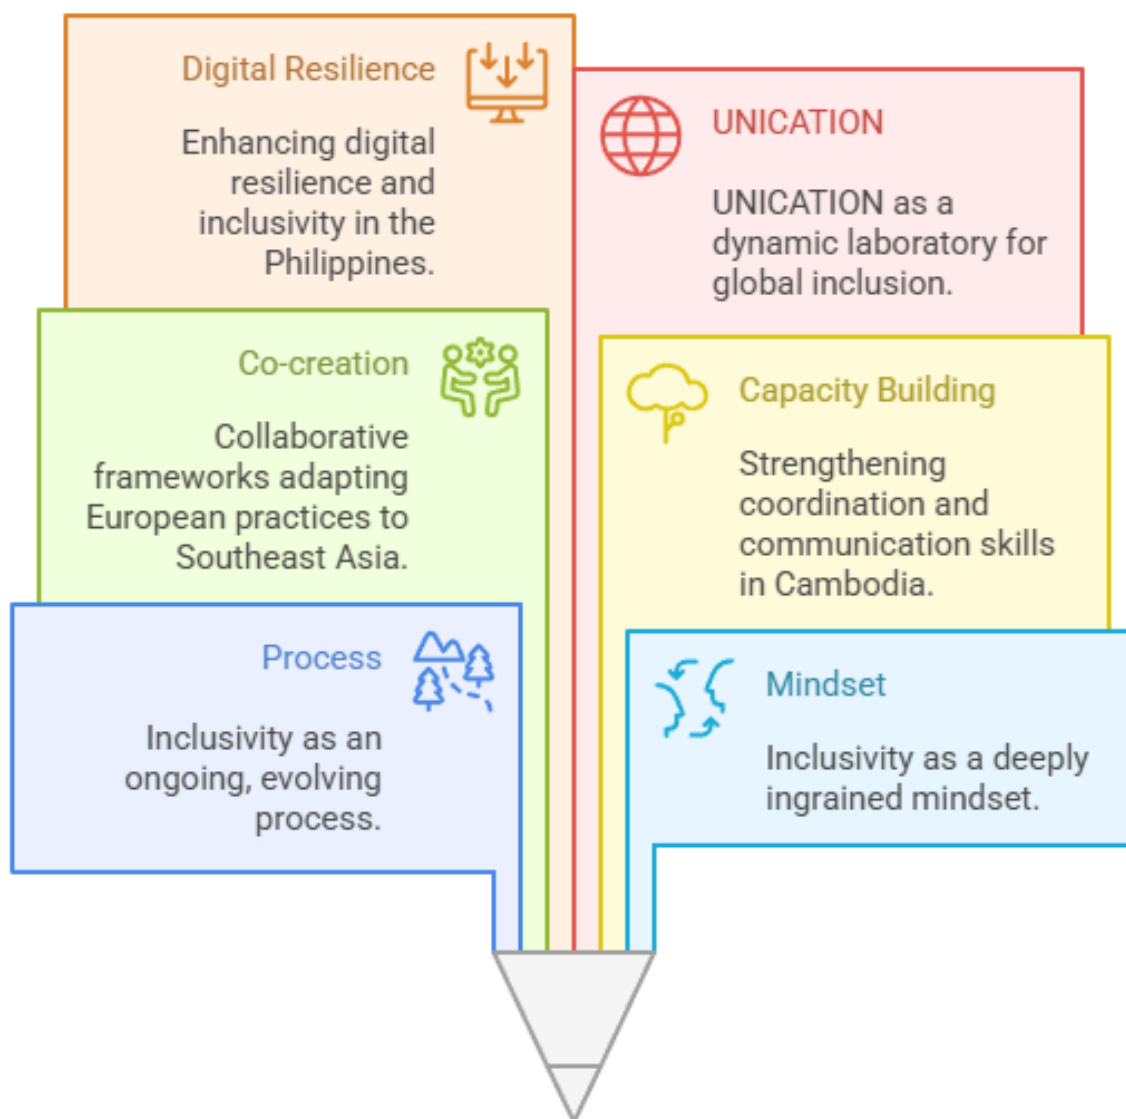 Digital Resilience
Enhancing digital
resilience and
inclusivity in the
Philippines.
UNICATION
UNICATION as a
dynamic laboratory for
global inclusion.
Co-creation
Collaborative
frameworks adapting
European practices to
Southeast Asia.
Capacity Building
Strengthening
coordination and
communication skills
in Cambodia.
Process
Inclusivity as an
ongoing, evolving
process.
Mindset
Inclusivity as a deeply
ingrained mindset.